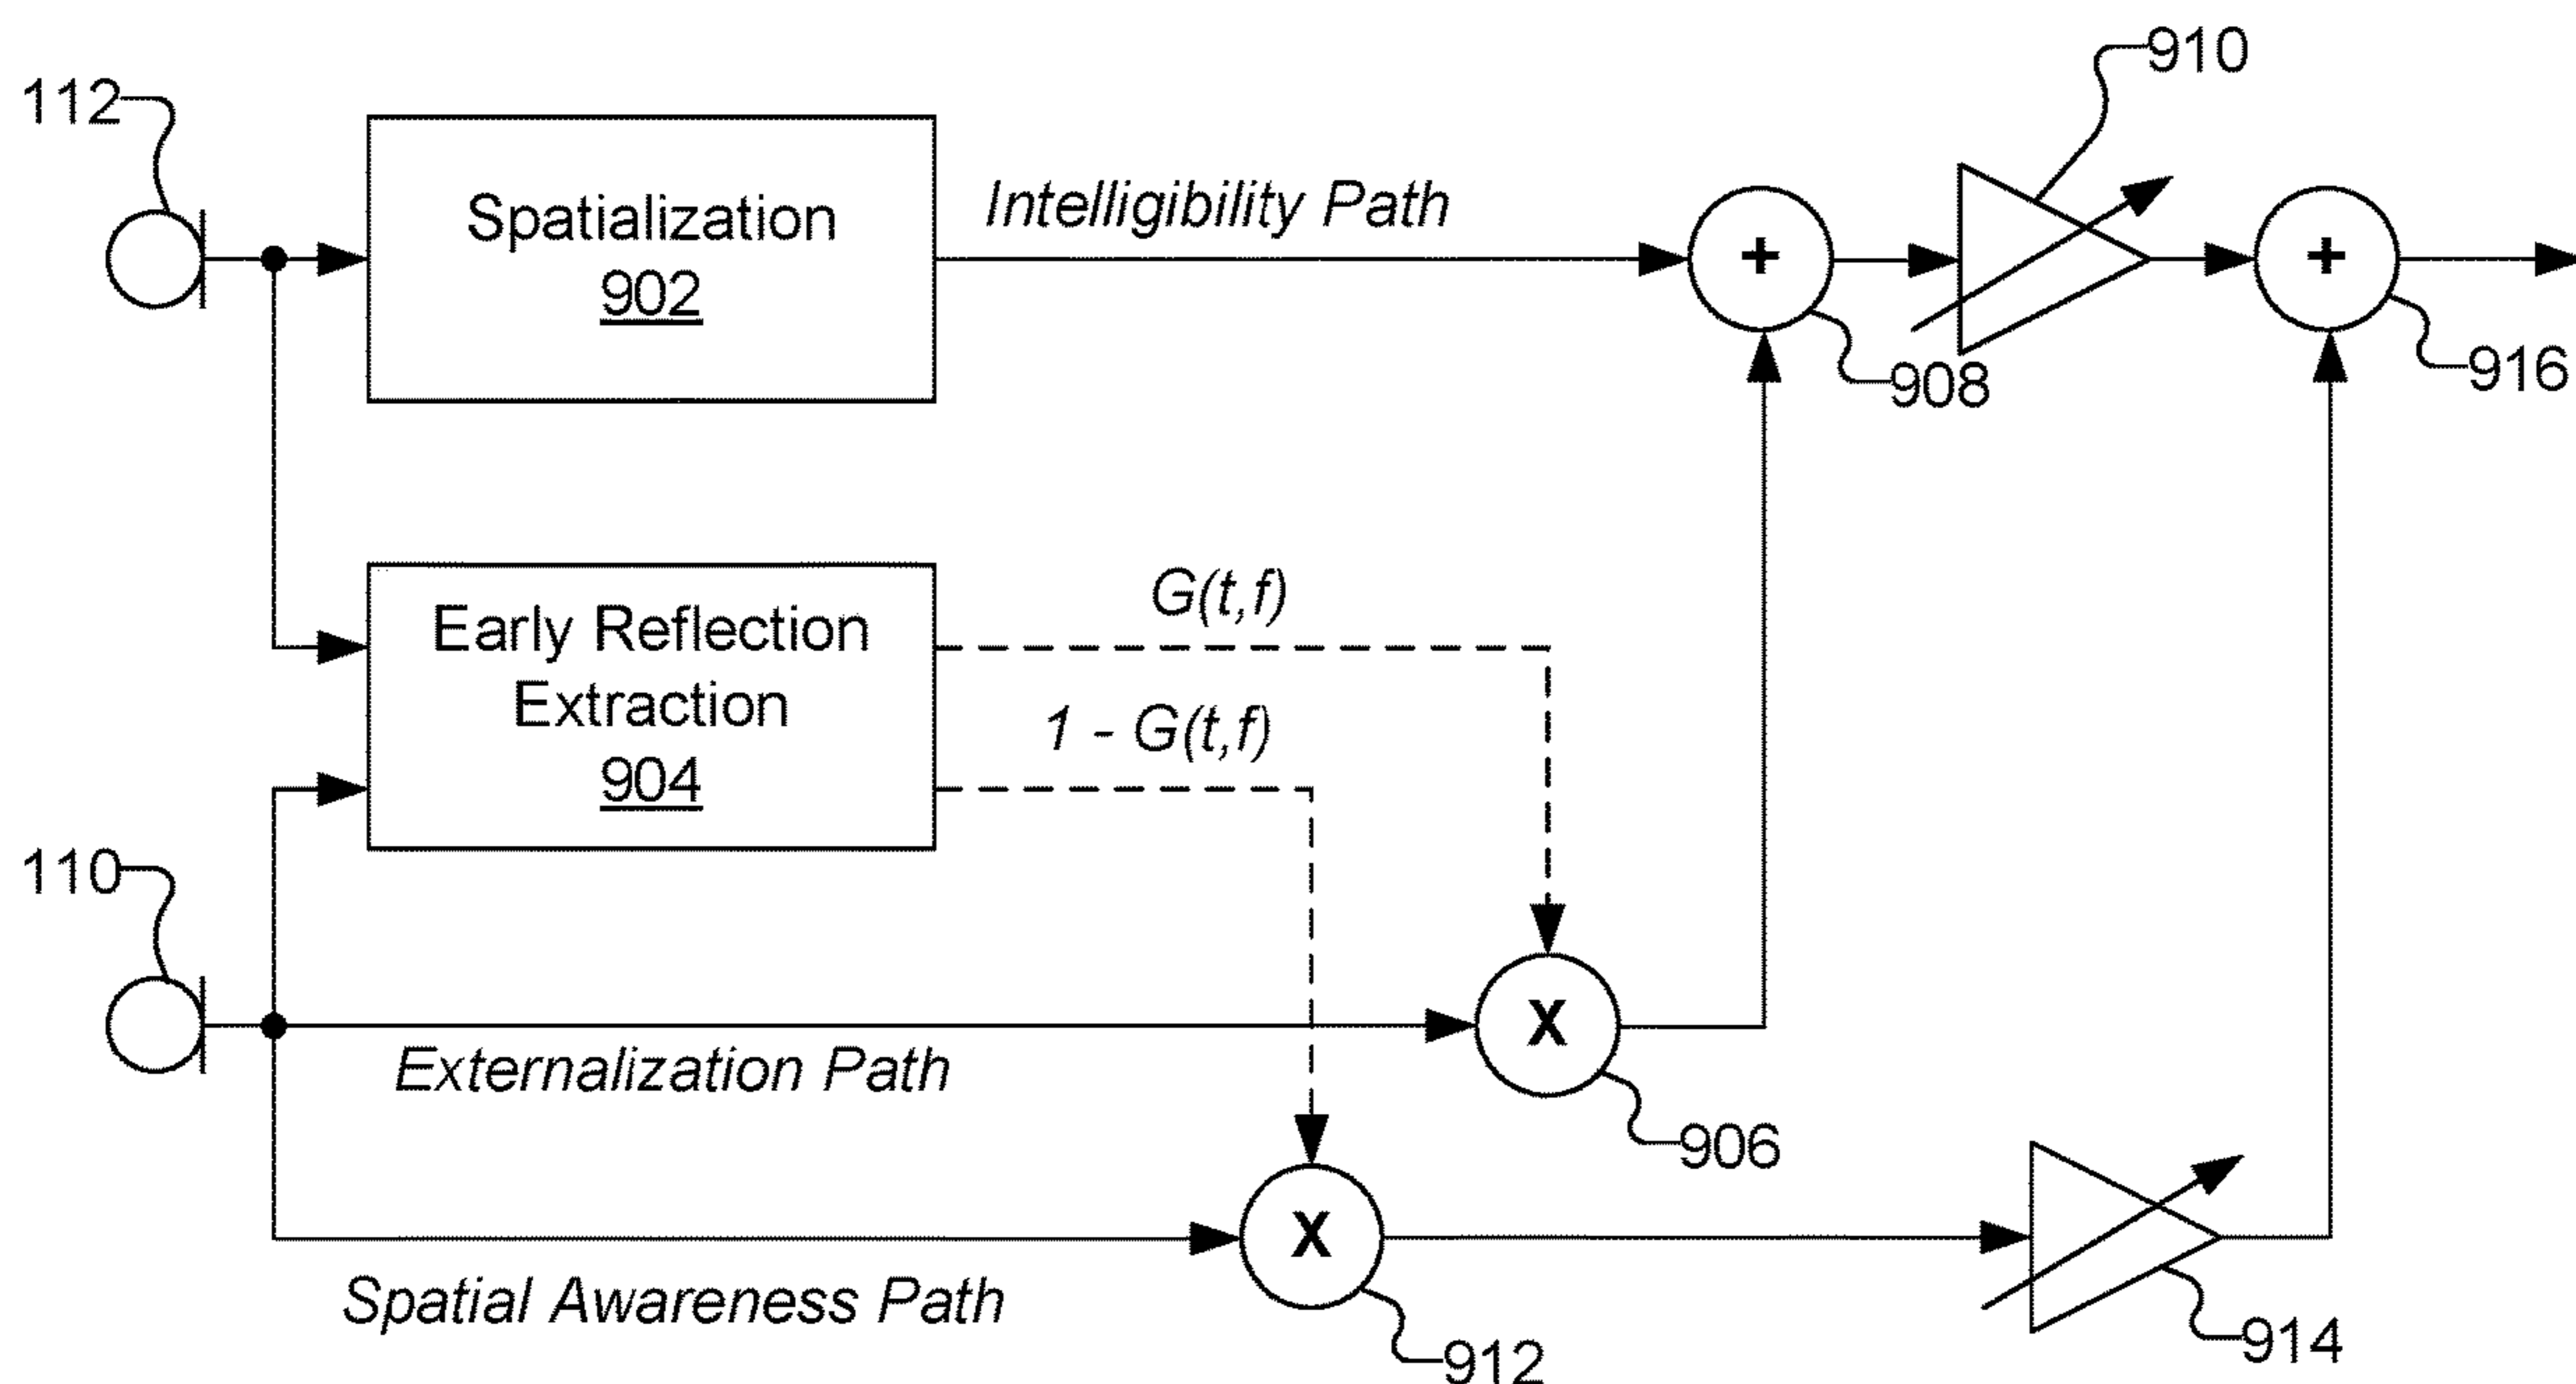 910
112
Spatialization
902
Intelligibility Path
+
+
908
916
Early Reflection
Extraction
904
G(t,f)
1 - G(t,f)
110
Externalization Path
X
906
X
Spatial Awareness Path
912
914